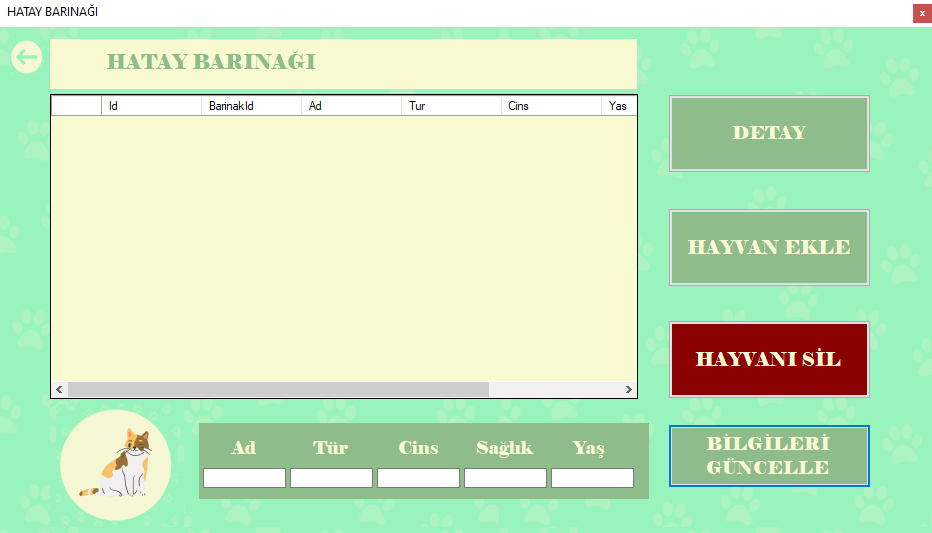 HATAY BARINAĞI
x
HATAY BARINAĞI
Id BarinakId Ad Tur Cins Yas
DETAY
HAYVAN EKLE
HAYVANI SİL
Ad Tür Cins Sağlık Yaş
BİLGİLERİ
GÜNCELLE